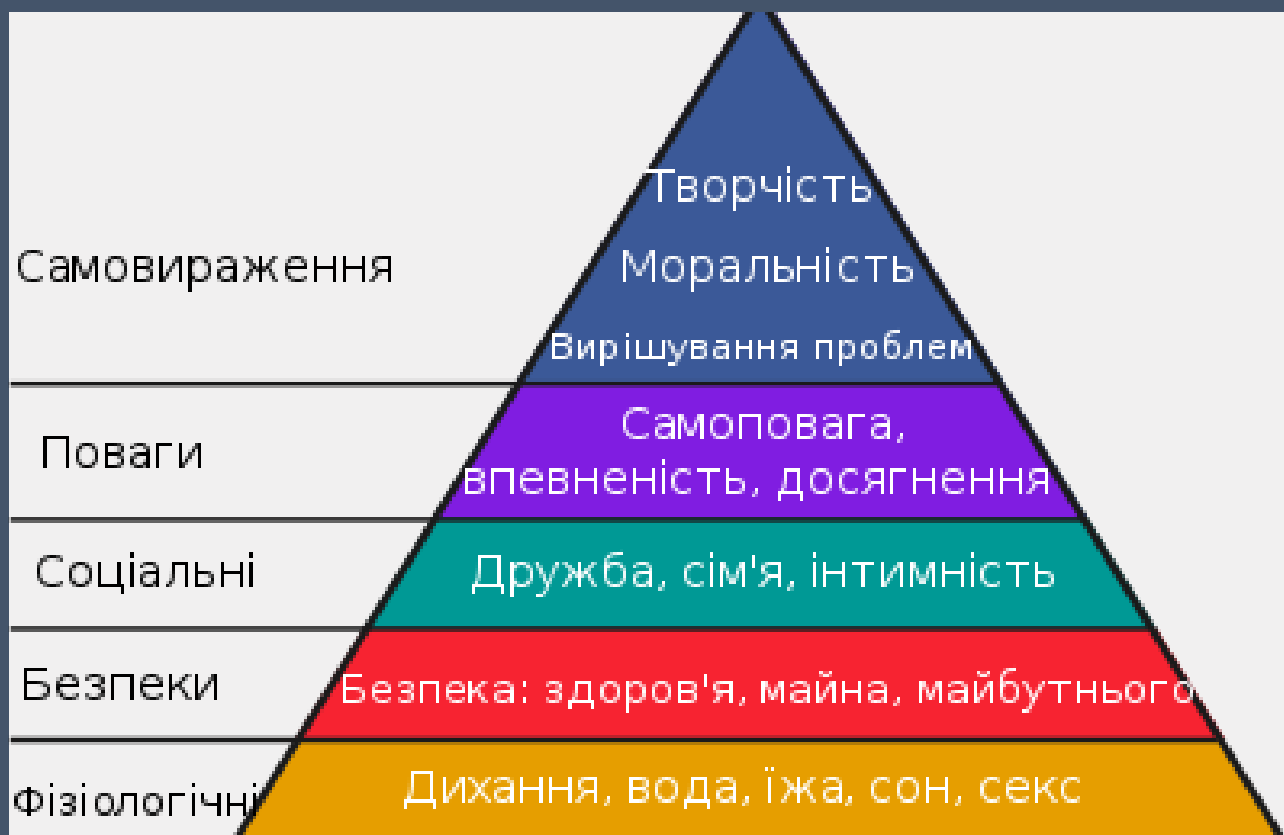 Творчість
Самовираження
Моральність
Вирішування проблем
Поваги
Самоповага,
впевненість, досягнення
Соціальні
Дружба, сім'я, інтимність
Безпеки
Безпека: здоров'я, майна, майбутнього
Фізіологічні
Дихання, вода, їжа, сон, секс